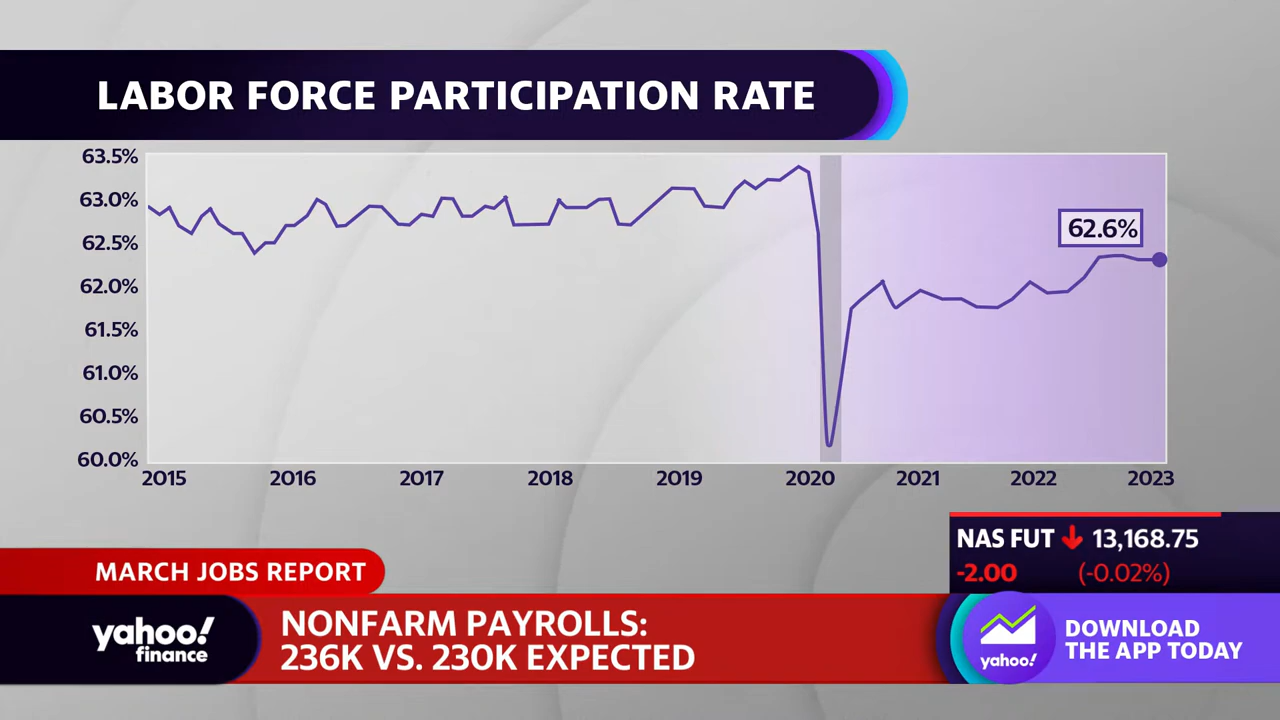 LABOR FORCE PARTICIPATION RATE
63.5%
63.0%
62.5%
62.0%
61.5%
61.0%
60.5%
60.0%
62.6%
2015 2016 2017 2018 2019 2020 2021 2022 2023
NAS FUT 13,168.75
-2.00 (-0.02%)
MARCH JOBS REPORT
yahoo!
finance
NONFARM PAYROLLS:
236K VS. 230K EXPECTED
yahoo!
DOWNLOAD
THE APP TODAY